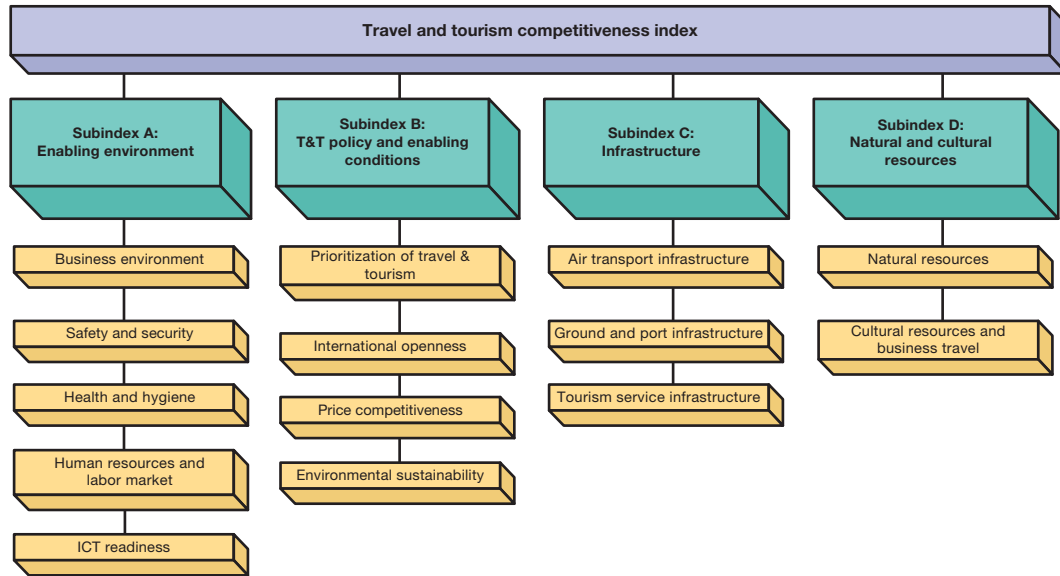 Travel and tourism competitiveness index
Subindex A:
Enabling environment
Business environment
Safety and security
Health and hygiene
Human resources and
labor market
ICT readiness
Subindex B:
T&T policy and enabling
conditions
Prioritization of travel &
tourism
International openness
Price competitiveness
Environmental sustainability
Subindex C:
Infrastructure
Air transport infrastructure
Ground and port infrastructure
Tourism service infrastructure
Subindex D:
Natural and cultural
resources
Natural resources
Cultural resources and
business travel